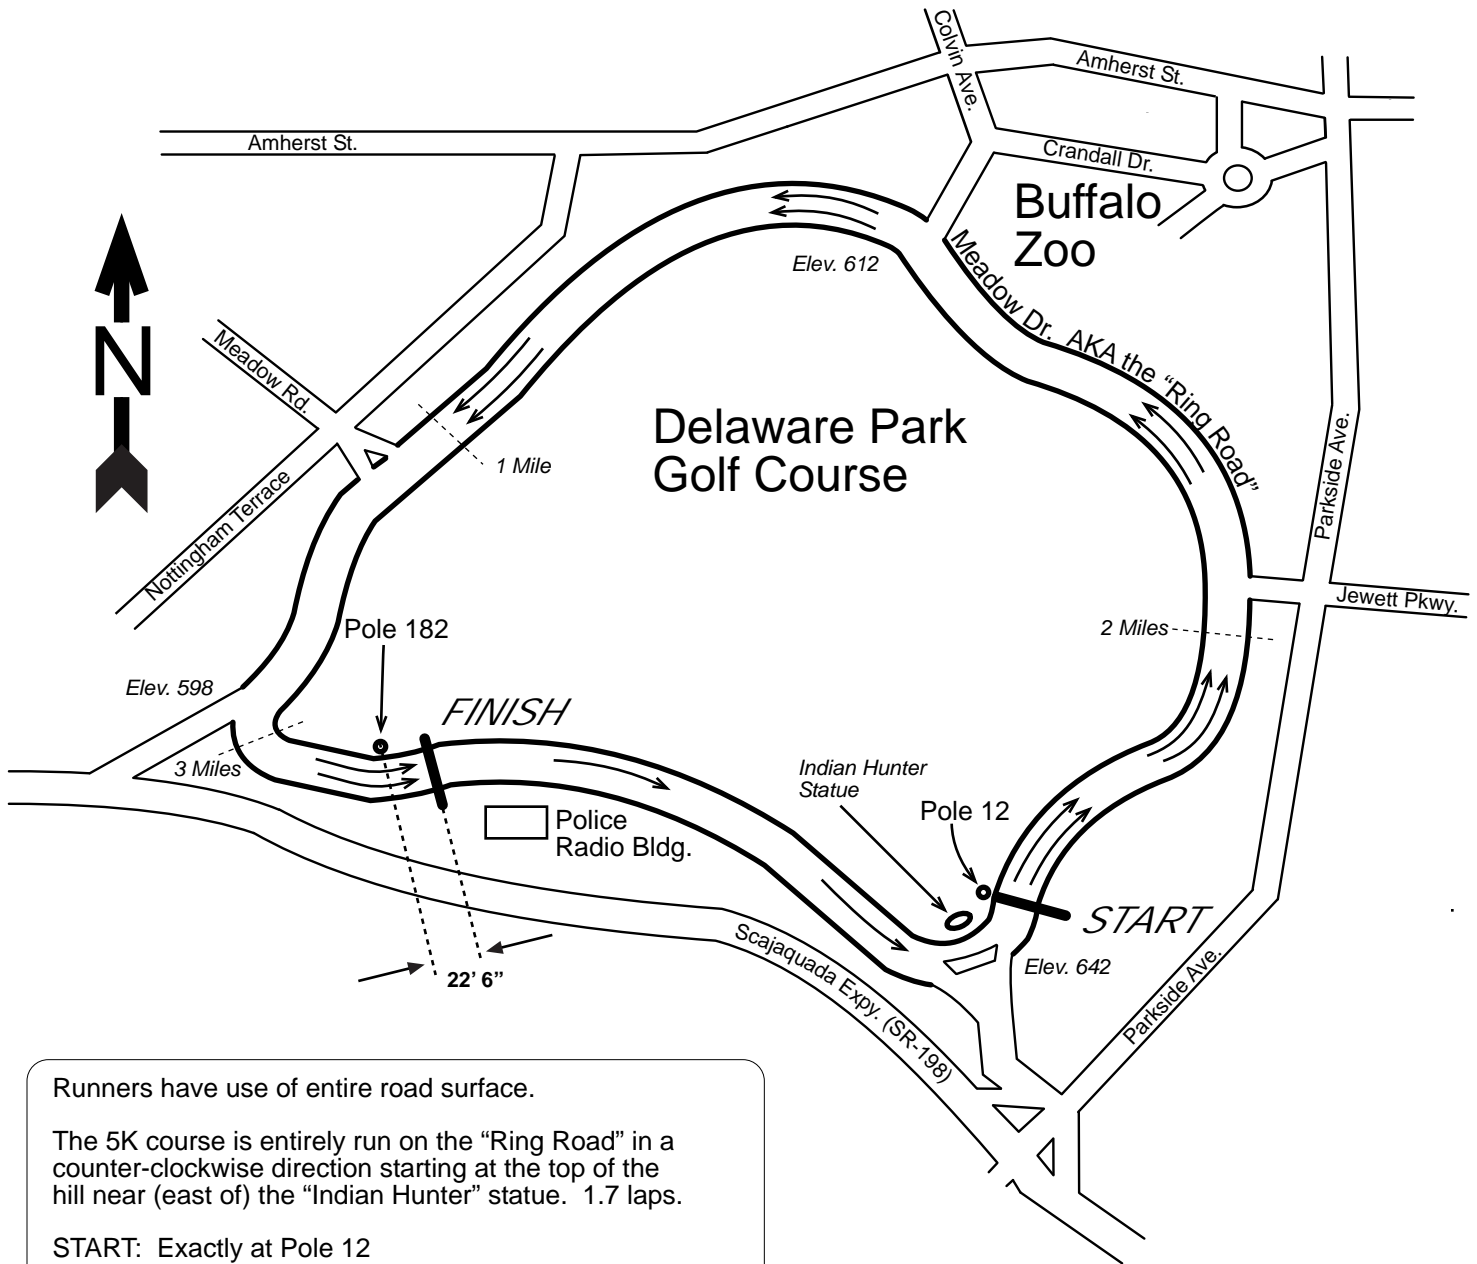 Colvin Ave.
Amherst St.
Amherst St.
Crandall Dr.
Buffalo
Zoo
Elev. 612
Meadow Dr.  AKA the “Ring Road”
N
Meadow Rd.
Delaware Park
Golf Course
1 Mile
Parkside Ave.
Nottingham Terrace
Jewett Pkwy.
Pole 182
2 Miles
Elev. 598
FINISH
3 Miles
Indian Hunter
Statue
Pole 12
Police
Radio Bldg.
START
Elev. 642
22’ 6”
Scajaquada Expy. (SR-198)
Parkside Ave.
Runners have use of entire road surface.
The 5K course is entirely run on the “Ring Road” in a
counter-clockwise direction starting at the top of the
hill near (east of) the “Indian Hunter” statue.  1.7 laps.
START:  Exactly at Pole 12